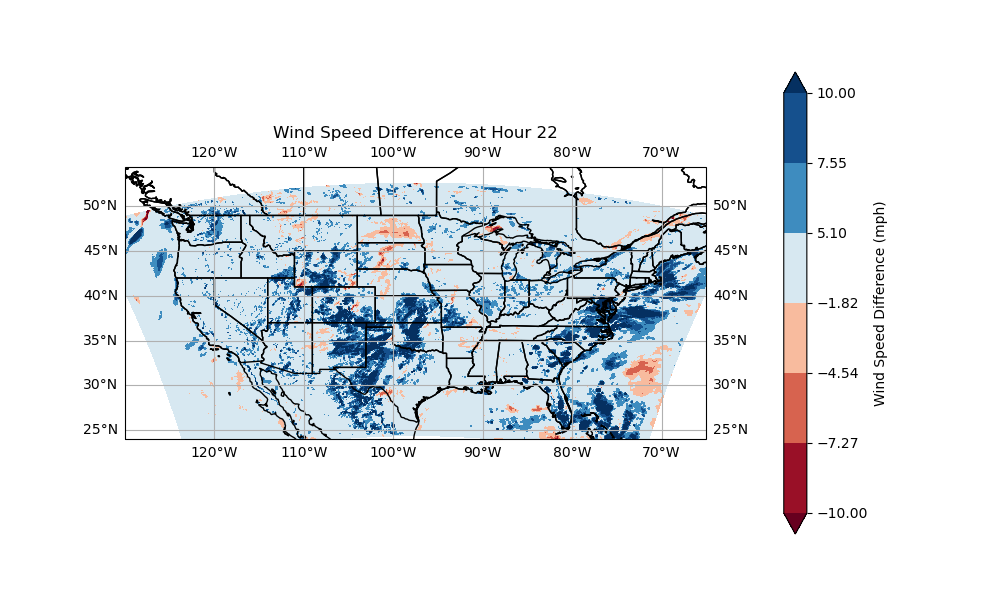 Wind Speed Difference at Hour 22
120°W 110°W 100°W 90°W 80°W 70°W
50°N 50°N
45°N 45°N
40°N 40°N
35°N 35°N
30°N 30°N
25°N 25°N
120°W 110°W 100°W 90°W 80°W 70°W
10.00
7.55
5.10
−1.82
−4.54
−7.27
−10.00
Wind Speed Difference (mph)